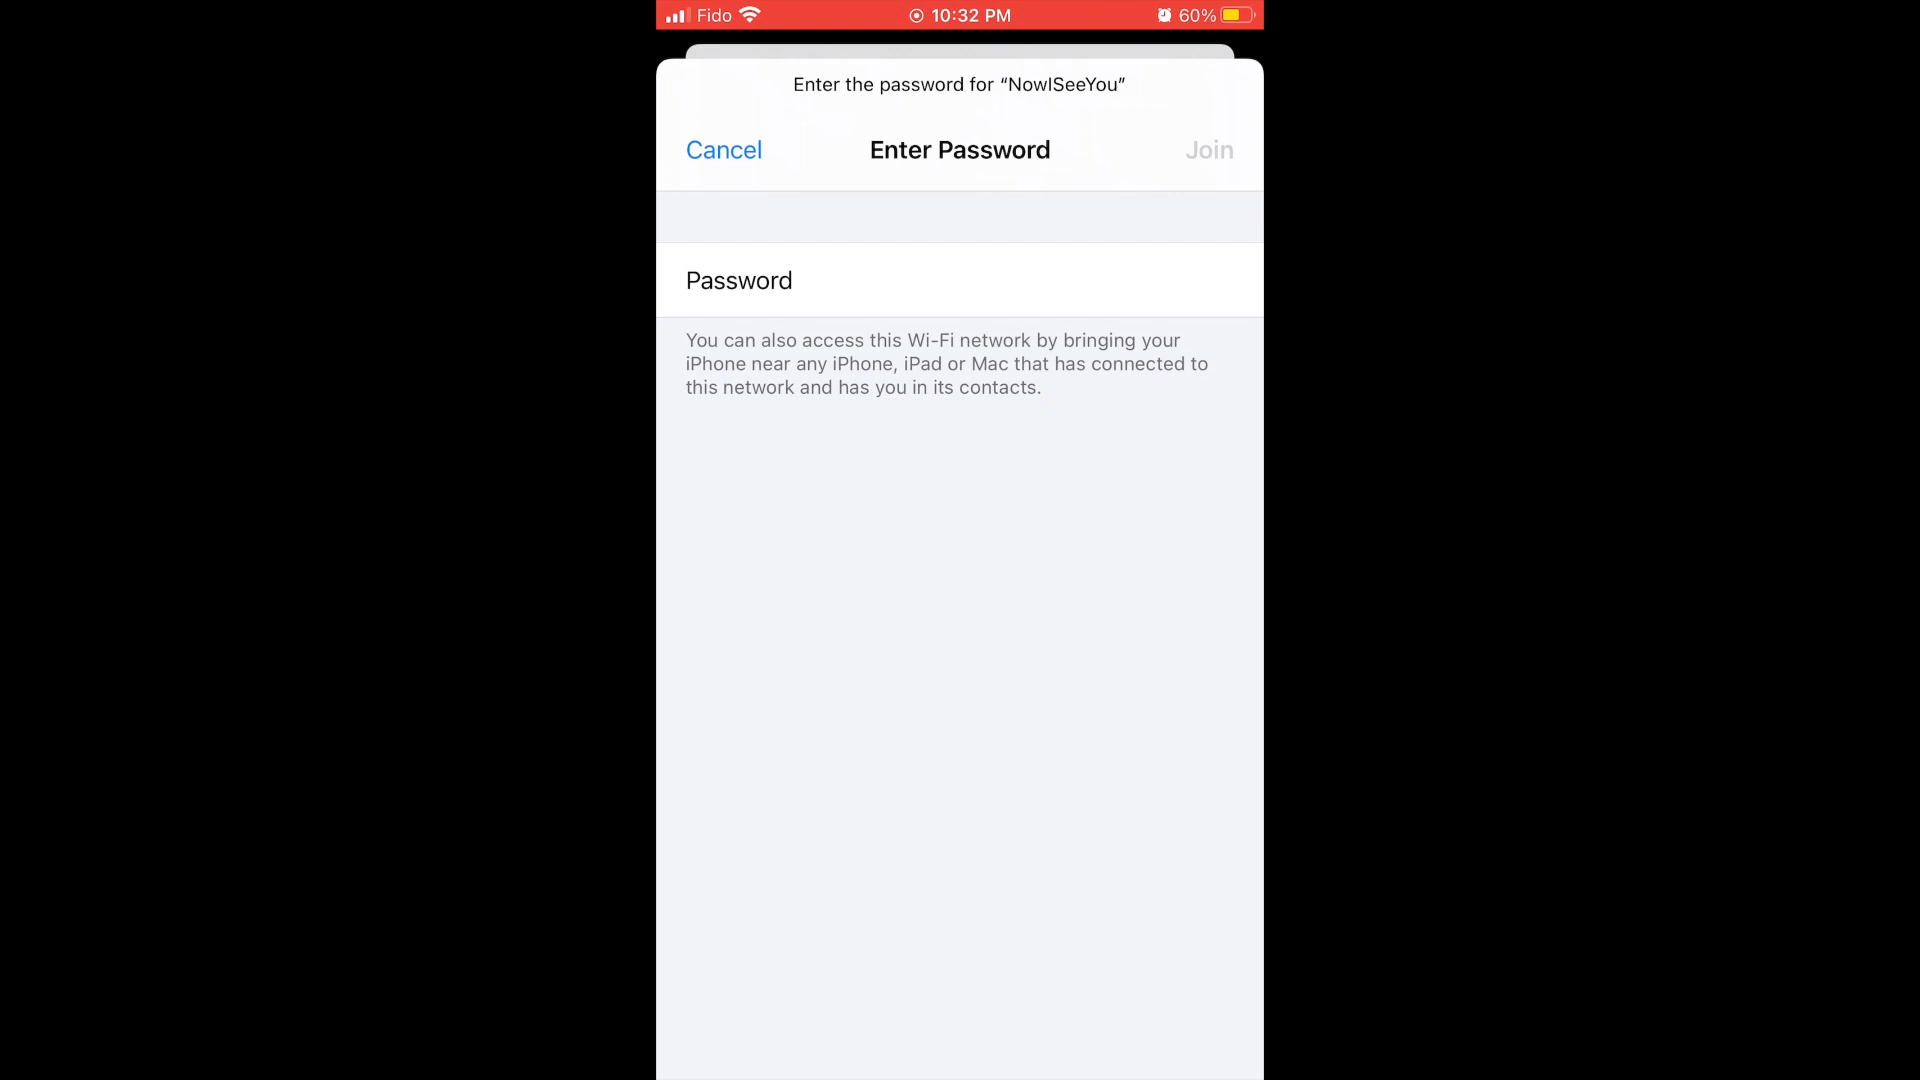 Fido 10:32 PM 60%
Enter the password for “NowISeeYou”
Cancel Enter Password Join
Password
You can also access this Wi-Fi network by bringing your
iPhone near any iPhone, iPad or Mac that has connected to
this network and has you in its contacts.